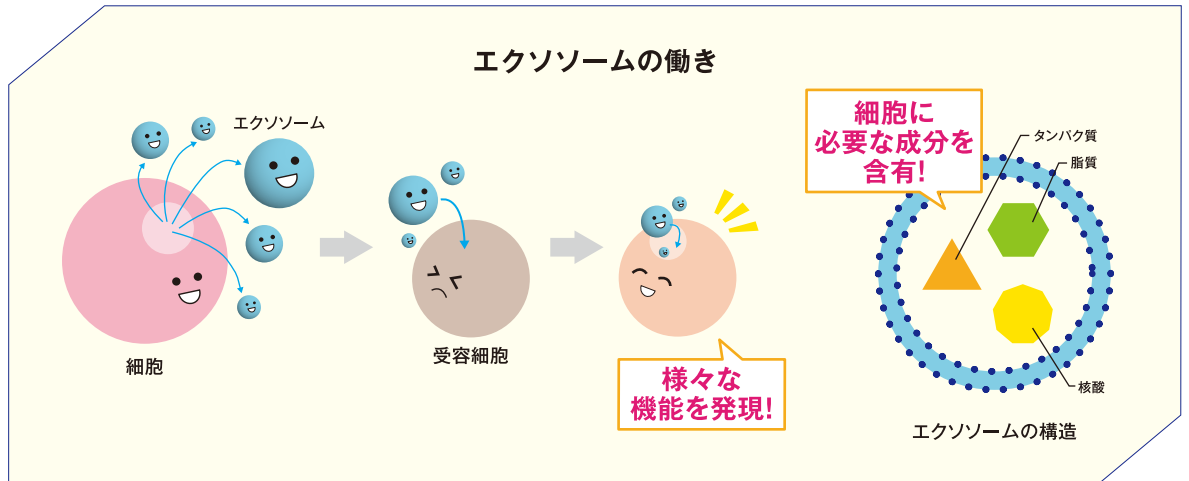 エクソソームの働き
エクソソーム
細胞
受容細胞
様々な
機能を発現!
細胞に
必要な成分を
含有!
タンパク質
脂質
核酸
エクソソームの構造